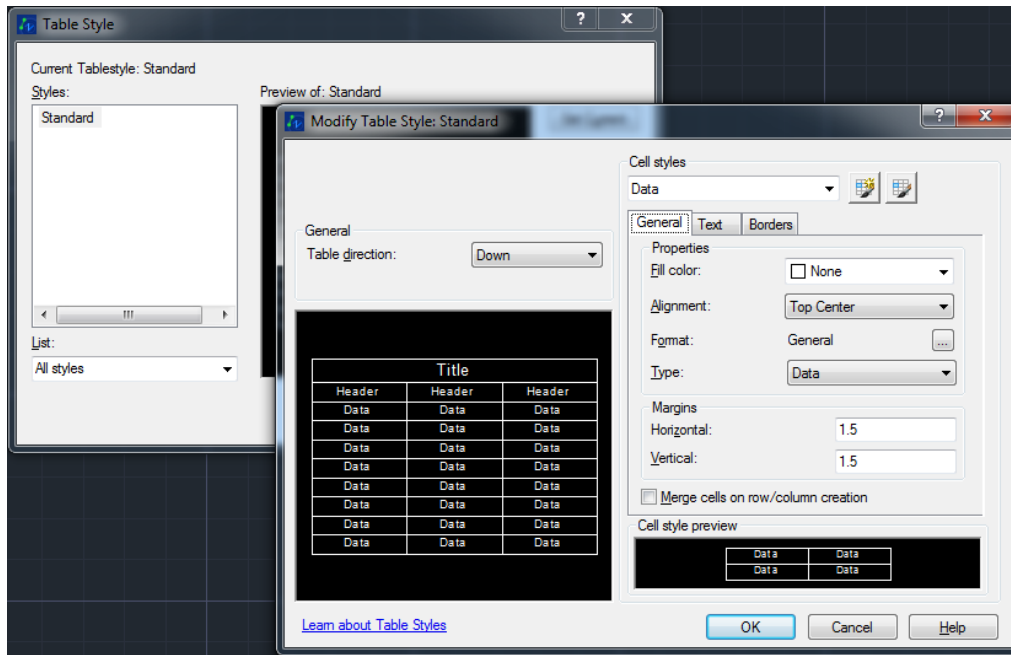 Table Style
?
X
Current Tablestyle: Standard
Styles:
Standard
Preview of: Standard
List:
All styles
Modify Table Style: Standard
?
X
General
Table direction:
Down
Title
Header Header Header
Data Data Data
Data Data Data
Data Data Data
Data Data Data
Data Data Data
Data Data Data
Data Data Data
Data Data Data
Learn about Table Styles
Cell styles
Data
General Text Borders
Properties
Fill color: None
Alignment: Top Center
Format: General ...
Type: Data
Margins
Horizontal: 1.5
Vertical: 1.5
Merge cells on row/column creation
Cell style preview
Data Data
Data Data
OK Cancel Help